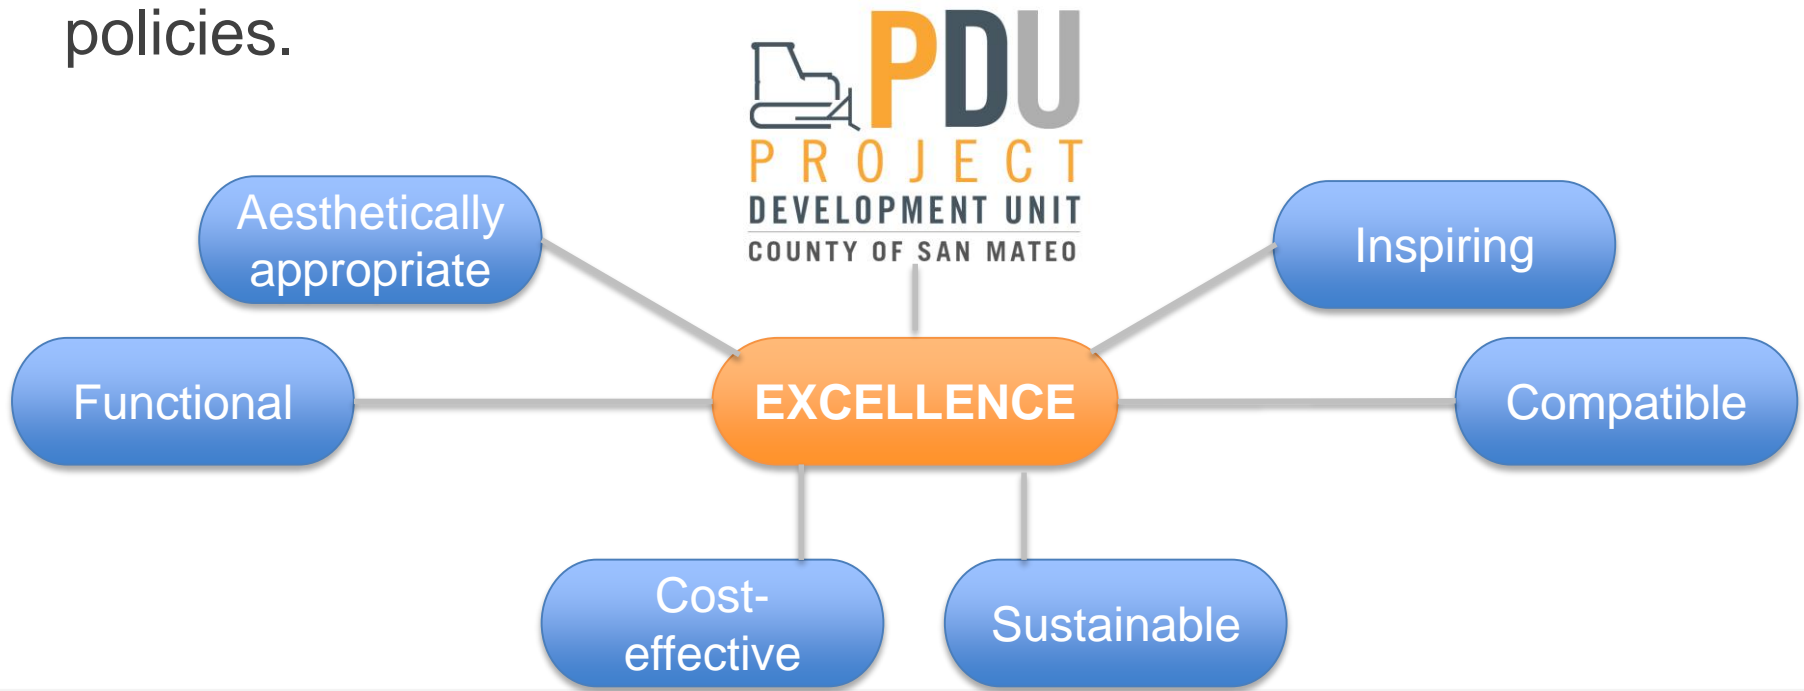 policies.
PDU
PROJECT
DEVELOPMENT UNIT
COUNTY OF SAN MATEO
Aesthetically
appropriate
Inspiring
Functional
EXCELLENCE
Compatible
Cost-
effective
Sustainable